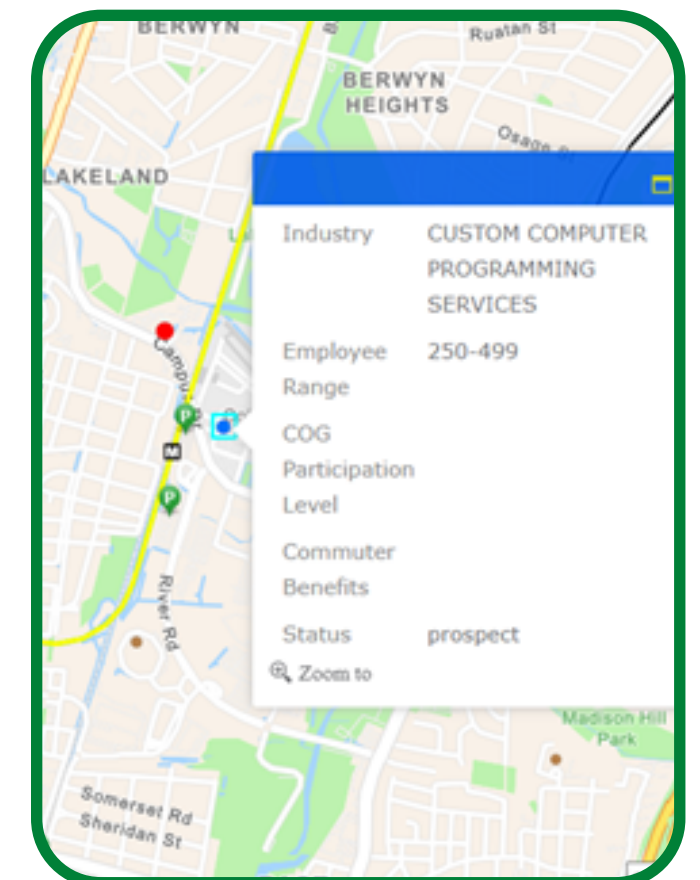 BERWYN
Ruatan St
BERWYN
HEIGHTS
Osage St
LAKELAND
Industry CUSTOM COMPUTER
PROGRAMMING
SERVICES
Employee 250-499
Range
COG
Participation
Level
Commuter
Benefits
Status prospect
Zoom to
P
M
P
River Rd
Madison Hill
Park
Somerset Rd
Sheridan St